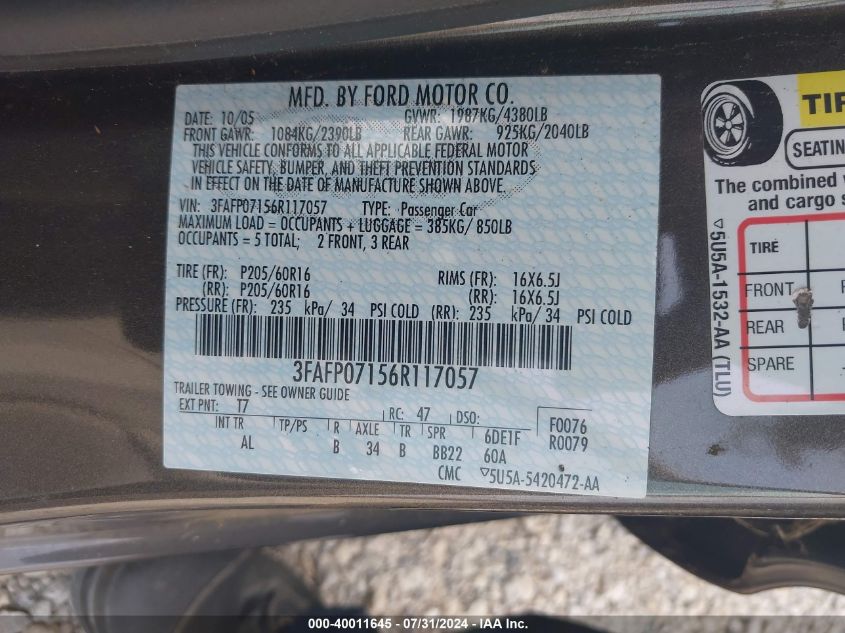 MFD. BY FORD MOTOR CO.
DATE: 10/05 GVWR: 1987KG/4380LB
FRONT GAWR: 1084KG/2390LB REAR GAWR: 925KG/2040LB
THIS VEHICLE CONFORMS TO ALL APPLICABLE FEDERAL MOTOR
VEHICLE SAFETY, BUMPER, AND THEFT PREVENTION STANDARDS
IN EFFECT ON THE DATE OF MANUFACTURE SHOWN ABOVE.
VIN: 3FAFP07156R117057 TYPE: Passenger Car
MAXIMUM LOAD = OCCUPANTS + LUGGAGE = 385KG/ 850LB
OCCUPANTS = 5 TOTAL; 2 FRONT, 3 REAR
TIRE (FR): P205/60R16 RIMS (FR): 16X6.5J
(RR): P205/60R16 (RR): 16X6.5J
PRESSURE (FR): 235 kPa/ 34 PSI COLD (RR): 235 kPa/ 34 PSI COLD
3FAFP07156R117057
TRAILER TOWING - SEE OWNER GUIDE
EXT PNT: T7 RC: 47 DSO: F0076
INT TR TP/PS R AXLE TR SPR 6DE1F R0079
AL B 34 B BB22 60A
CMC ▽5U5A-5420472-AA
TIR
SEATIN
The combined
and cargo s
TIRE
FRONT
REAR
SPARE
▽5U5A-1532-AA (TLU)
000-40011645 - 07/31/2024 - IAA Inc.